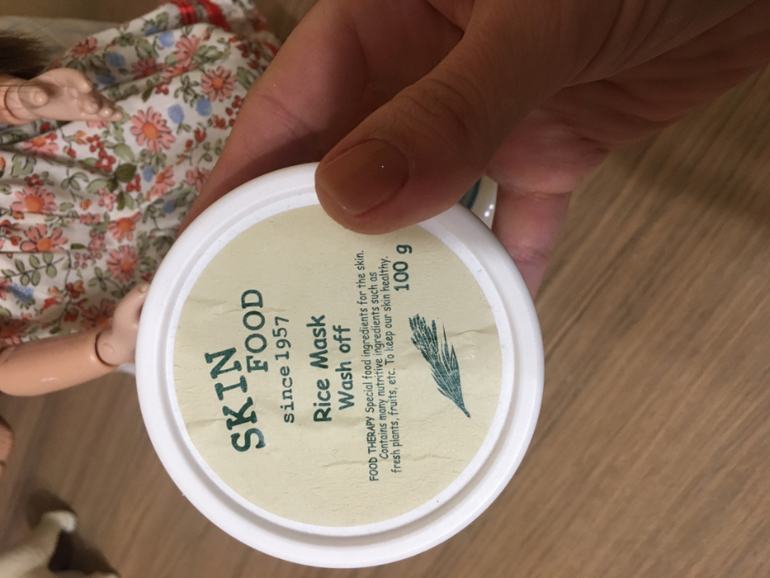 SKIN
FOOD
since 1957
Rice Mask
Wash off
FOOD THERAPY Special food ingredients for the skin.
Contains many nutritive ingredients such as
fresh plants, fruits, etc. To keep our skin healthy.
100 g